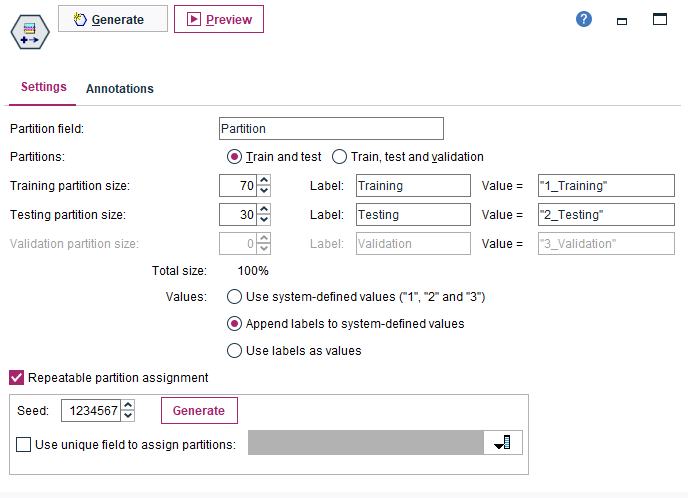 Generate Preview ?
Settings Annotations
Partition field: Partition
Partitions: Train and test Train, test and validation
Training partition size: 70 Label: Training Value = "1_Training"
Testing partition size: 30 Label: Testing Value = "2_Testing"
Validation partition size: 0 Label: Validation Value = "3_Validation"
Total size: 100%
Values: Use system-defined values ("1", "2" and "3")
Append labels to system-defined values
Use labels as values
Repeatable partition assignment
Seed: 1234567 Generate
Use unique field to assign partitions: